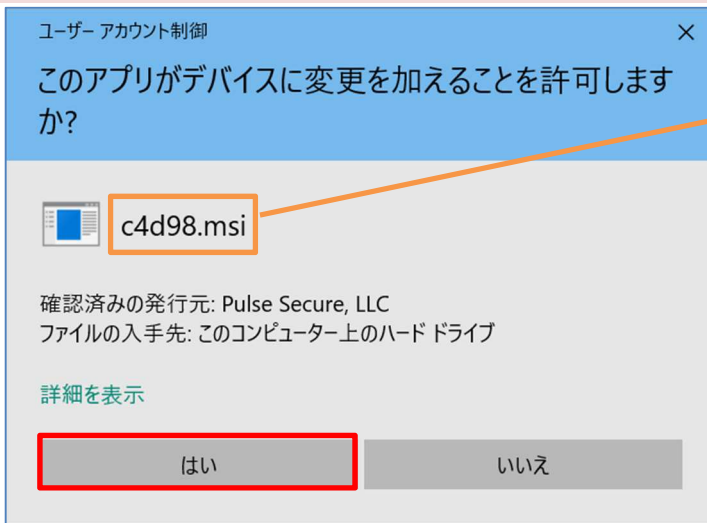 ユーザー アカウント制御
このアプリがデバイスに変更を加えることを許可します
か?
c4d98.msi
確認済みの発行元: Pulse Secure, LLC
ファイルの入手先: このコンピューター上のハード ドライブ
詳細を表示
はい
いいえ